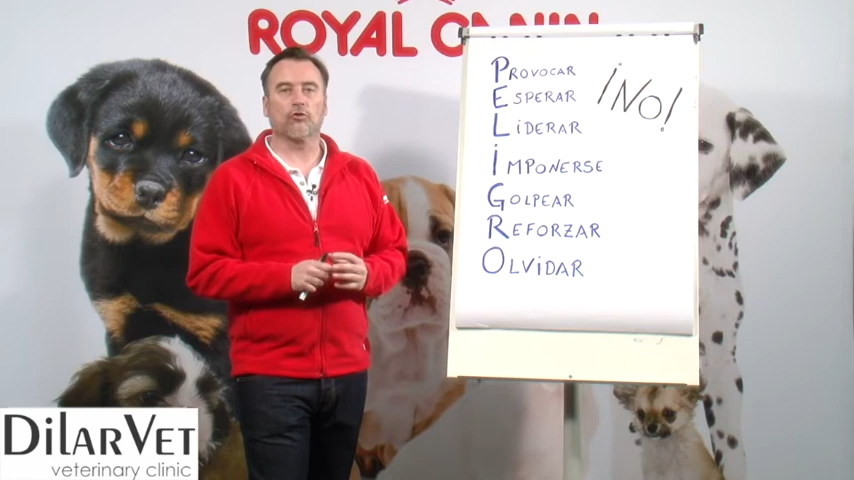 ROYAL CANIN
PROVOCAR
¡NO!
ESPERAR
LIDERAR
IMPONERSE
GOLPEAR
REFORZAR
OLVIDAR
DILARVET
veterinary clinic